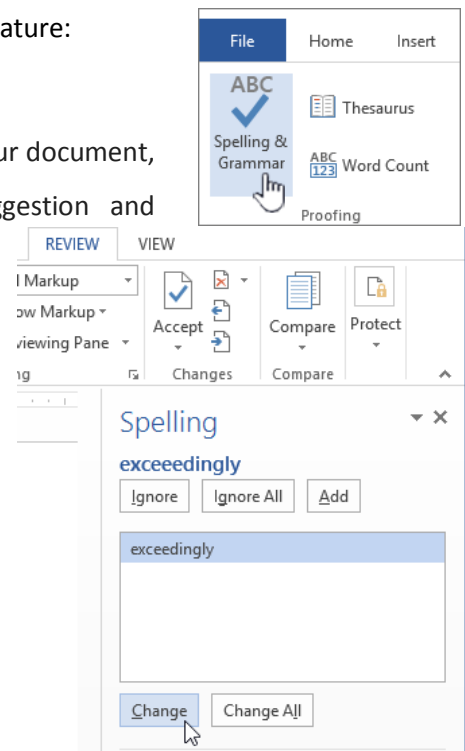 ature:
File Home Insert
ABC
Spelling &
Grammar
Thesaurus
ABC
123 Word Count
Proofing
ur document,
ggestion and
REVIEW VIEW
l Markup
ow Markup
viewing Pane
ng
Accept
Changes
Compare
Compare
Protect
Spelling
exceeedingly
Ignore Ignore All Add
exceedingly
Change Change All